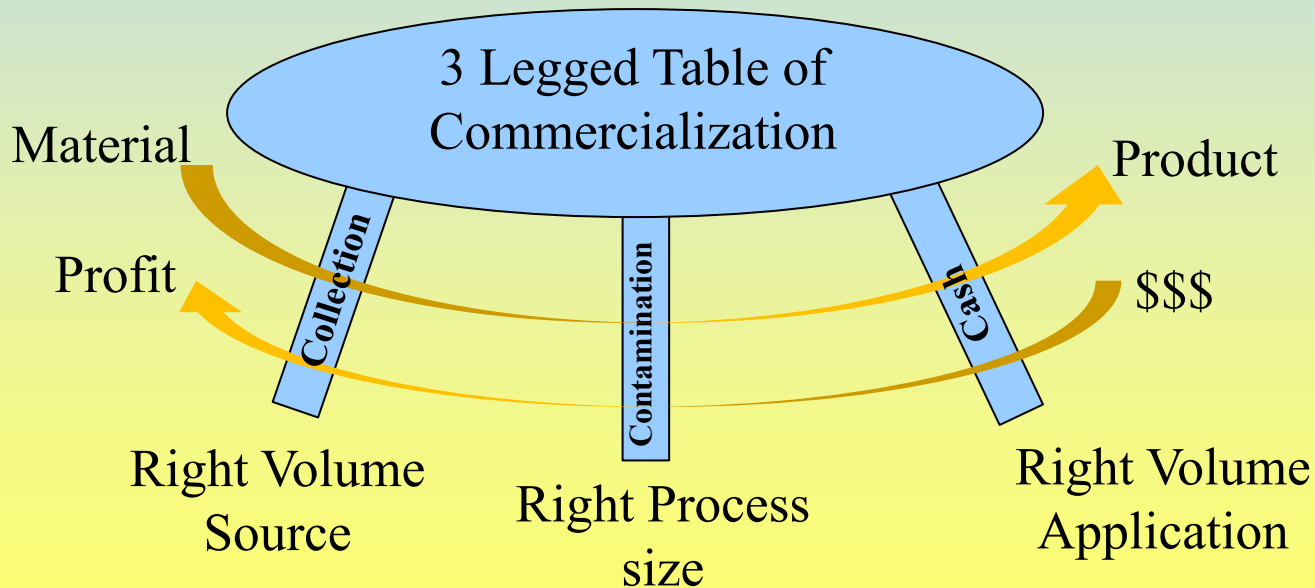 3 Legged Table of
Commercialization
Material
Product
Profit
$$$
Collection
Contamination
Cash
Right Volume
Source
Right Process
size
Right Volume
Application